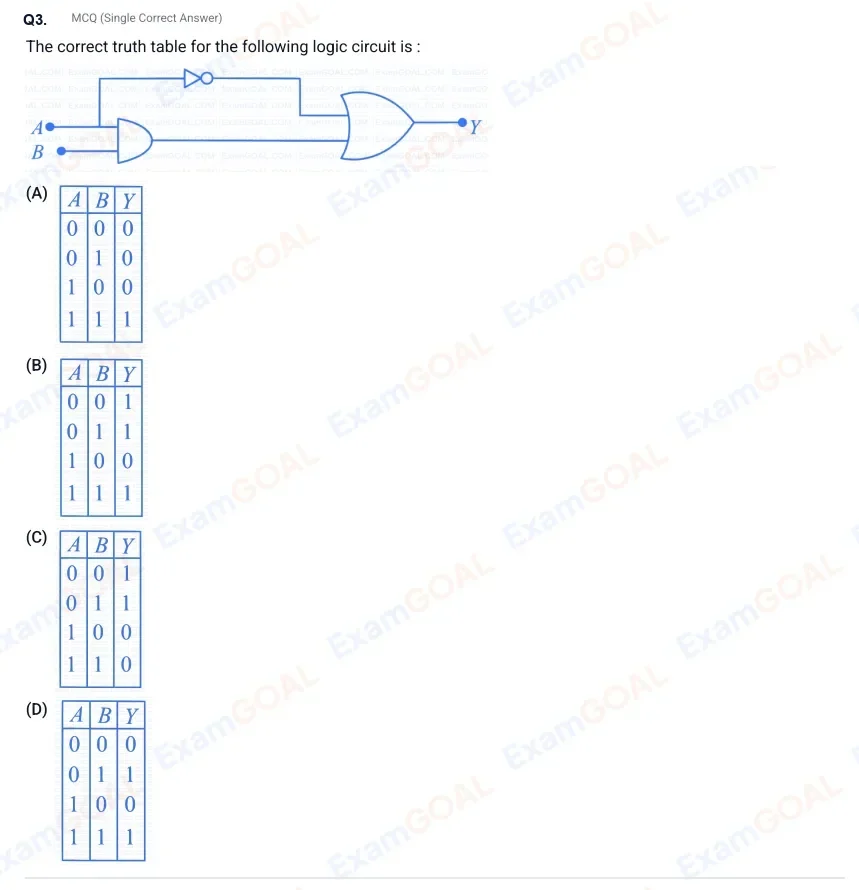 Q3. MCQ (Single Correct Answer)
The correct truth table for the following logic circuit is :
A
B
Y
(A)
A B Y
0 0 0
0 1 0
1 0 0
1 1 1
(B)
A B Y
0 0 1
0 1 1
1 0 0
1 1 1
(C)
A B Y
0 0 1
0 1 1
1 0 0
1 1 0
(D)
A B Y
0 0 0
0 1 1
1 0 0
1 1 1
ExamGOAL